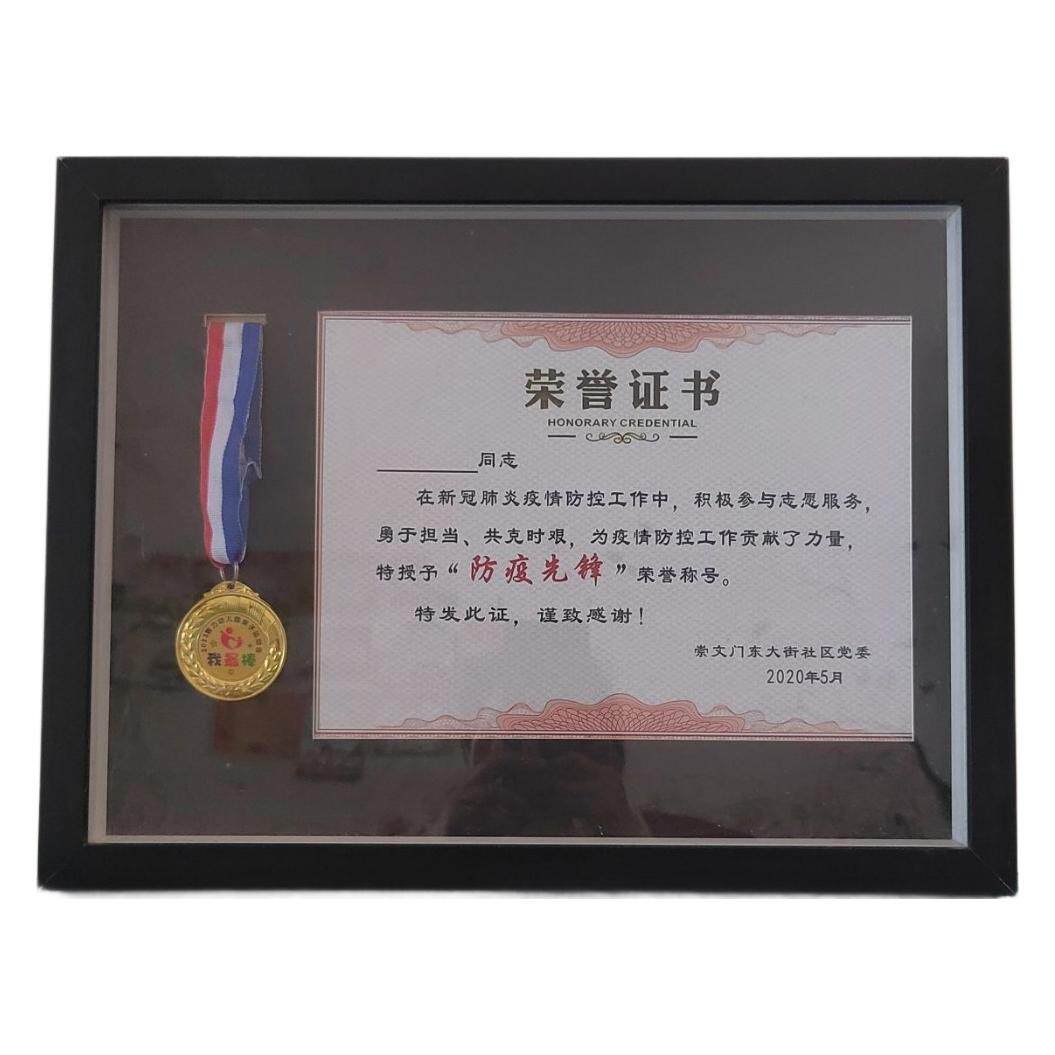 荣誉证书
HONORARY CREDENTIAL
同志
在新冠肺炎疫情防控工作中，积极参与志愿服务，
勇于担当、共克时艰，为疫情防控工作贡献了力量，
特授予“防疫先锋”荣誉称号。
特发此证，谨致感谢！
崇文门东大街社区党委
2020年5月
我最棒